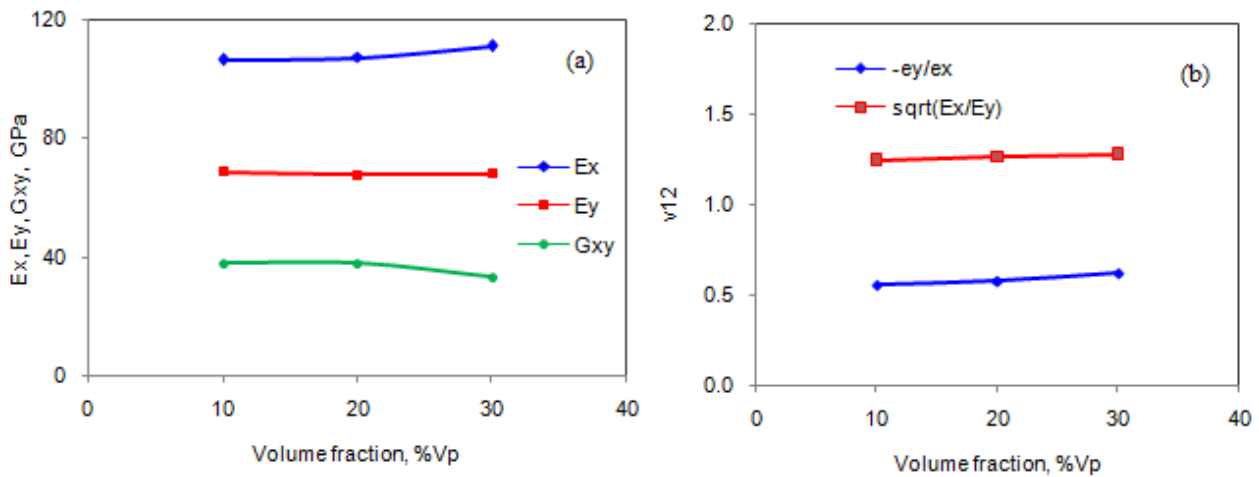 120
80
40
0
0
10
20
30
40
Ex, Ey, Gxy, GPa
Volume fraction, %Vp
(a)
Ex
Ey
Gxy
2.0
1.5
1.0
0.5
0.0
0
10
20
30
40
v12
Volume fraction, %Vp
(b)
-ey/ex
sqrt(Ex/Ey)